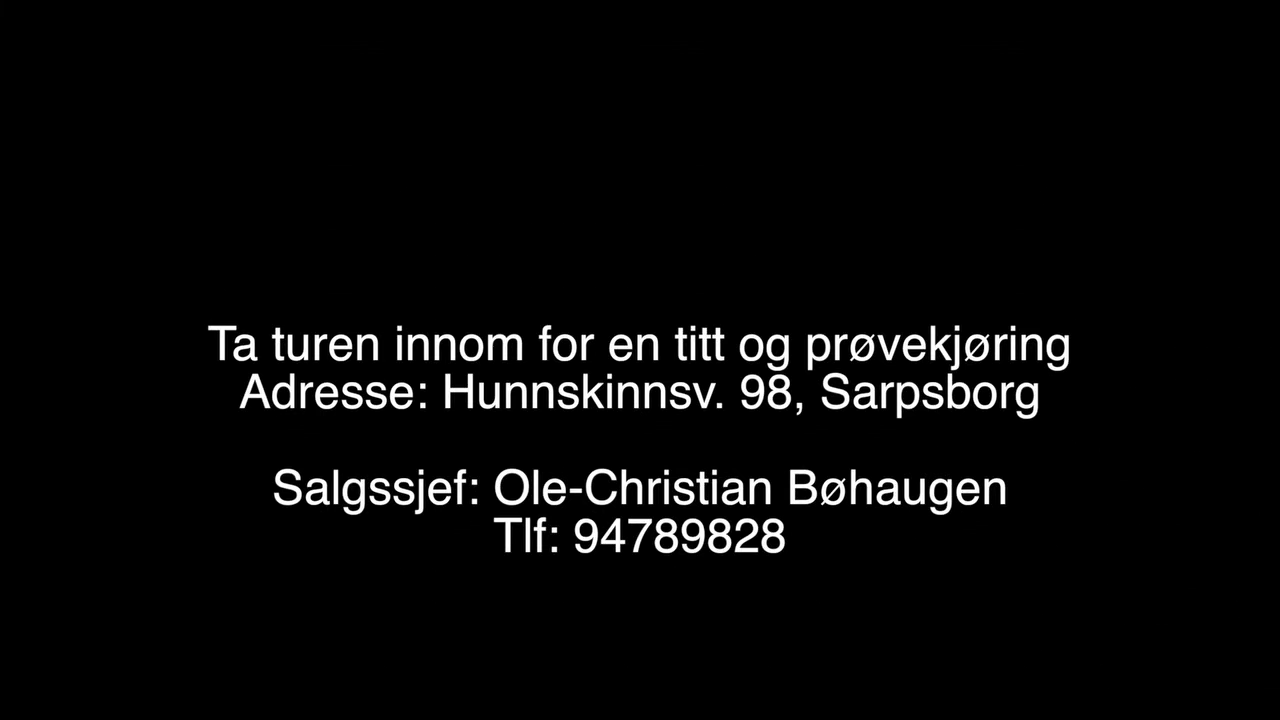 Ta turen innom for en titt og prøvekjøring
Adresse: Hunnskinnsv. 98, Sarpsborg
Salgssjef: Ole-Christian Bøhaugen
Tlf: 94789828